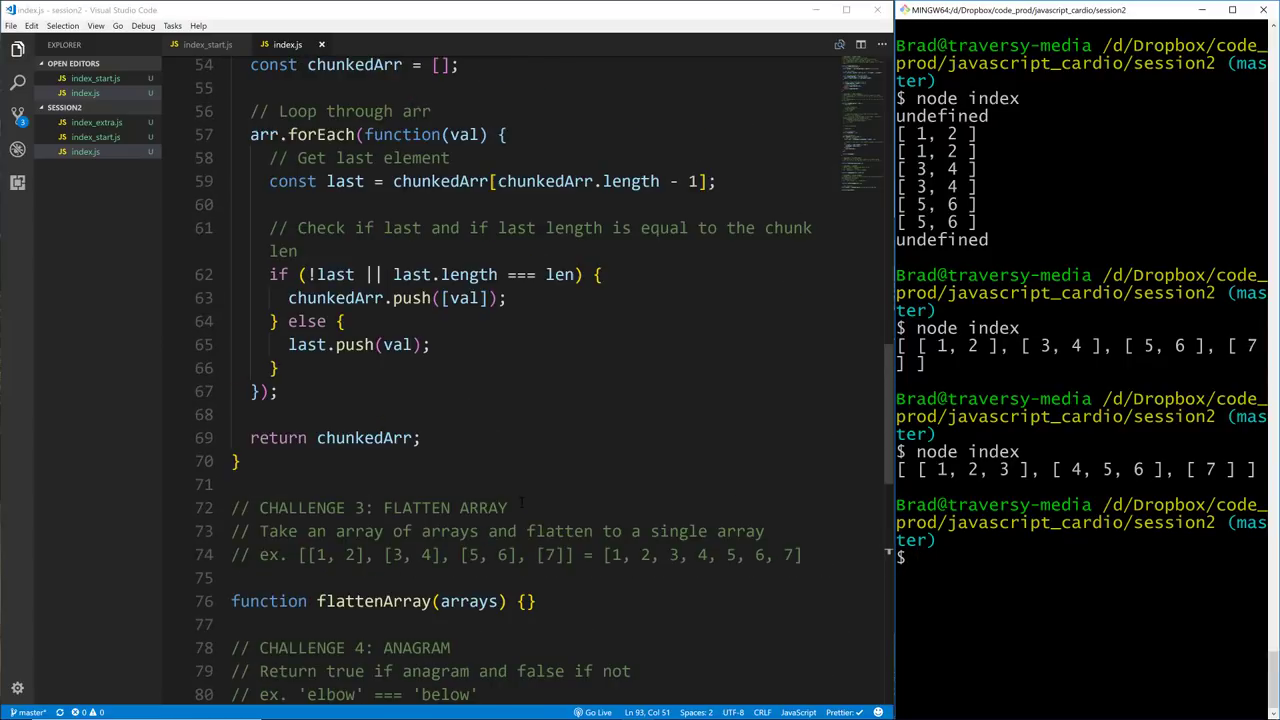 index.js - session2 - Visual Studio Code
File Edit Selection View Go Debug Tasks Help
EXPLORER
OPEN EDITORS
index_start.js U
index.js U
SESSION2
index_extra.js U
index_start.js U
index.js U
3
index_start.js index.js
54 const chunkedArr = [];
55
56 // Loop through arr
57 arr.forEach(function(val) {
58 // Get last element
59 const last = chunkedArr[chunkedArr.length - 1];
60
61 // Check if last and if last length is equal to the chunk
len
62 if (!last || last.length === len) {
63 chunkedArr.push([val]);
64 } else {
65 last.push(val);
66 }
67 });
68
69 return chunkedArr;
70 }
71
72 // CHALLENGE 3: FLATTEN ARRAY
73 // Take an array of arrays and flatten to a single array
74 // ex. [[1, 2], [3, 4], [5, 6], [7]] = [1, 2, 3, 4, 5, 6, 7]
75
76 function flattenArray(arrays) {}
77
78 // CHALLENGE 4: ANAGRAM
79 // Return true if anagram and false if not
80 // ex. 'elbow' === 'below'
master* 0 0 Go Live Ln 93, Col 51 Spaces: 2 UTF-8 CRLF JavaScript Prettier: ✓
MINGW64:/d/Dropbox/code_prod/javascript_cardio/session2
Brad@traversy-media /d/Dropbox/code_
prod/javascript_cardio/session2 (mas
ter)
$ node index
undefined
[ 1, 2 ]
[ 1, 2 ]
[ 3, 4 ]
[ 3, 4 ]
[ 5, 6 ]
[ 5, 6 ]
undefined
Brad@traversy-media /d/Dropbox/code_
prod/javascript_cardio/session2 (mas
ter)
$ node index
[ [ 1, 2 ], [ 3, 4 ], [ 5, 6 ], [ 7
] ]
Brad@traversy-media /d/Dropbox/code_
prod/javascript_cardio/session2 (mas
ter)
$ node index
[ [ 1, 2, 3 ], [ 4, 5, 6 ], [ 7 ] ]
Brad@traversy-media /d/Dropbox/code_
prod/javascript_cardio/session2 (mas
ter)
$